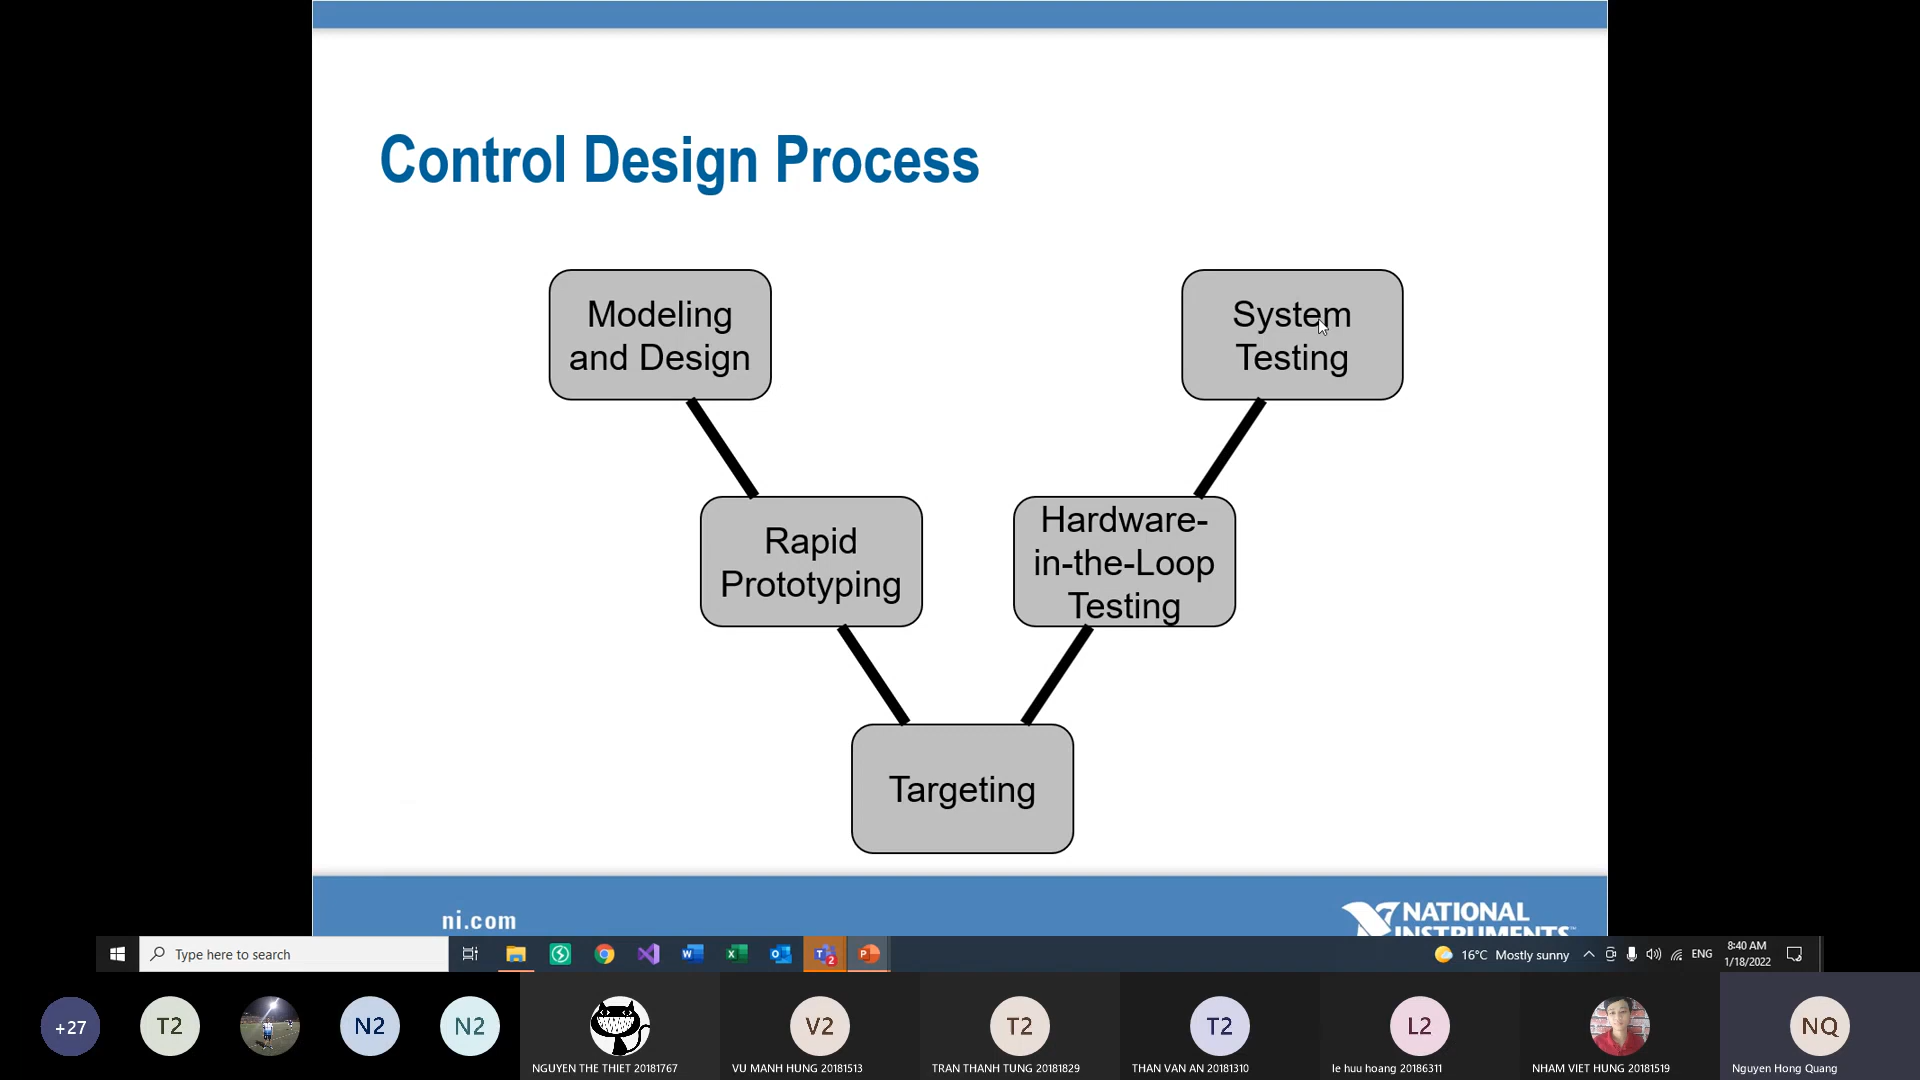 Control Design Process
Modeling
and Design
System
Testing
Rapid
Prototyping
Hardware-
in-the-Loop
Testing
Targeting
ni.com
NATIONAL
INSTRUMENTS
Type here to search
2
16°C Mostly sunny
ENG
8:40 AM
1/18/2022
+27
T2
N2
N2
V2
T2
T2
L2
NQ
NGUYEN THE THIET 20181767
VU MANH HUNG 20181513
TRAN THANH TUNG 20181829
THAN VAN AN 20181310
le huu hoang 20186311
NHAM VIET HUNG 20181519
Nguyen Hong Quang